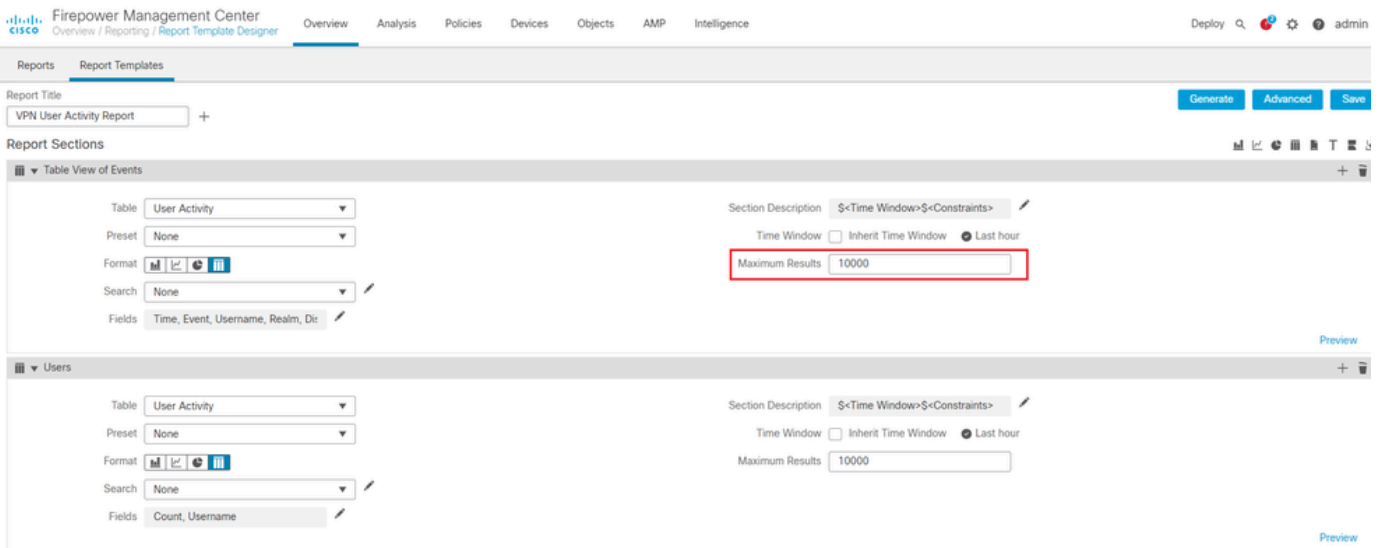 Firepower Management Center
CISCO Overview / Reporting / Report Template Designer
Overview Analysis Policies Devices Objects AMP Intelligence Deploy admin
Reports Report Templates
Report Title
VPN User Activity Report
Generate Advanced Save
Report Sections
Table View of Events
Table User Activity
Section Description $<Time Window>$<Constraints>
Preset None
Time Window Inherit Time Window Last hour
Format
Maximum Results 10000
Search None
Fields Time, Event, Username, Realm, Dis
Preview
Users
Table User Activity
Section Description $<Time Window>$<Constraints>
Preset None
Time Window Inherit Time Window Last hour
Format
Maximum Results 10000
Search None
Fields Count, Username
Preview